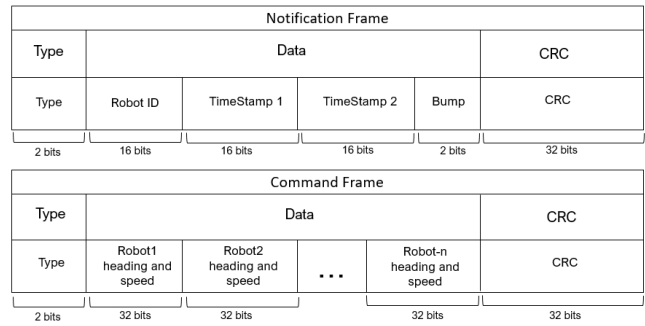 Notification Frame
Type Data CRC
Type Robot ID TimeStamp 1 TimeStamp 2 Bump CRC
2 bits 16 bits 16 bits 16 bits 2 bits 32 bits
Command Frame
Type Data CRC
Type Robot1 heading and speed Robot2 heading and speed ... Robot-n heading and speed CRC
2 bits 32 bits 32 bits 32 bits 32 bits